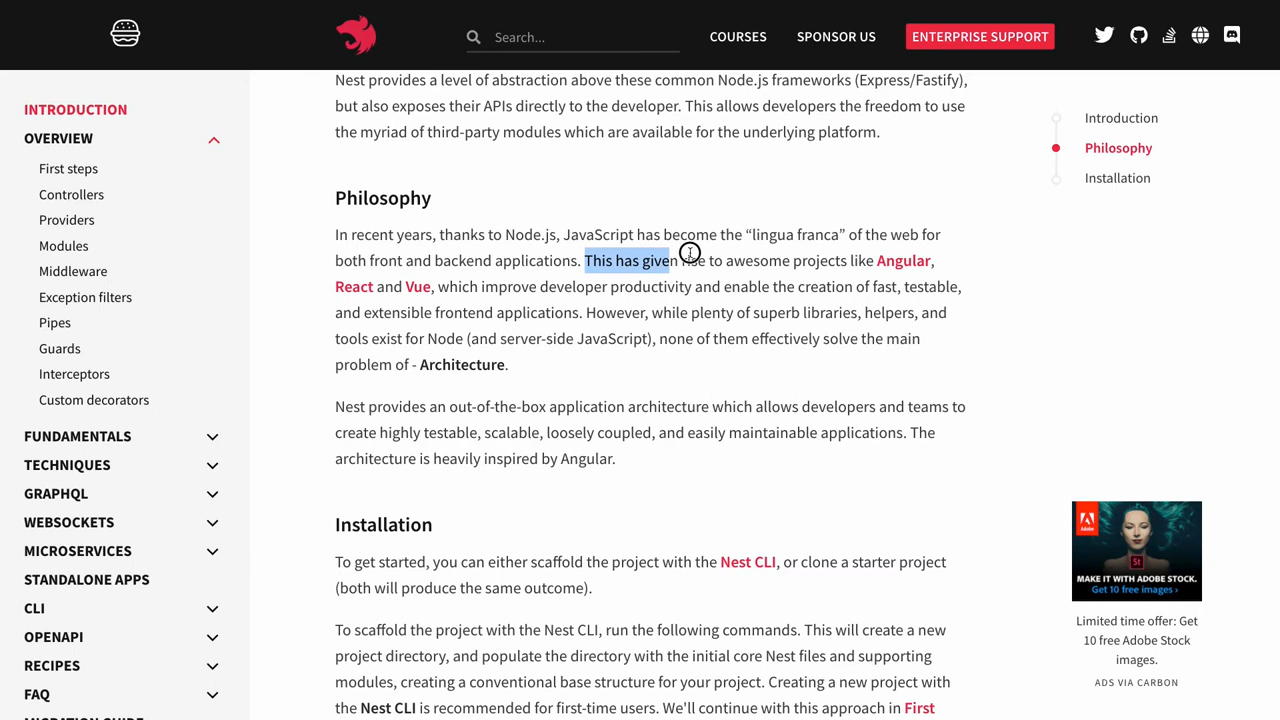 Search...
COURSES
SPONSOR US
ENTERPRISE SUPPORT
INTRODUCTION
OVERVIEW
First steps
Controllers
Providers
Modules
Middleware
Exception filters
Pipes
Guards
Interceptors
Custom decorators
FUNDAMENTALS
TECHNIQUES
GRAPHQL
WEBSOCKETS
MICROSERVICES
STANDALONE APPS
CLI
OPENAPI
RECIPES
FAQ
MIGRATION GUIDE
Nest provides a level of abstraction above these common Node.js frameworks (Express/Fastify),
but also exposes their APIs directly to the developer. This allows developers the freedom to use
the myriad of third-party modules which are available for the underlying platform.
Philosophy
In recent years, thanks to Node.js, JavaScript has become the “lingua franca” of the web for
both front and backend applications. This has given rise to awesome projects like Angular,
React and Vue, which improve developer productivity and enable the creation of fast, testable,
and extensible frontend applications. However, while plenty of superb libraries, helpers, and
tools exist for Node (and server-side JavaScript), none of them effectively solve the main
problem of - Architecture.
Nest provides an out-of-the-box application architecture which allows developers and teams to
create highly testable, scalable, loosely coupled, and easily maintainable applications. The
architecture is heavily inspired by Angular.
Installation
To get started, you can either scaffold the project with the Nest CLI, or clone a starter project
(both will produce the same outcome).
To scaffold the project with the Nest CLI, run the following commands. This will create a new
project directory, and populate the directory with the initial core Nest files and supporting
modules, creating a conventional base structure for your project. Creating a new project with
the Nest CLI is recommended for first-time users. We'll continue with this approach in First
Introduction
Philosophy
Installation
Adobe
St
MAKE IT WITH ADOBE STOCK.
Get 10 free images ›
Limited time offer: Get
10 free Adobe Stock
images.
ADS VIA CARBON